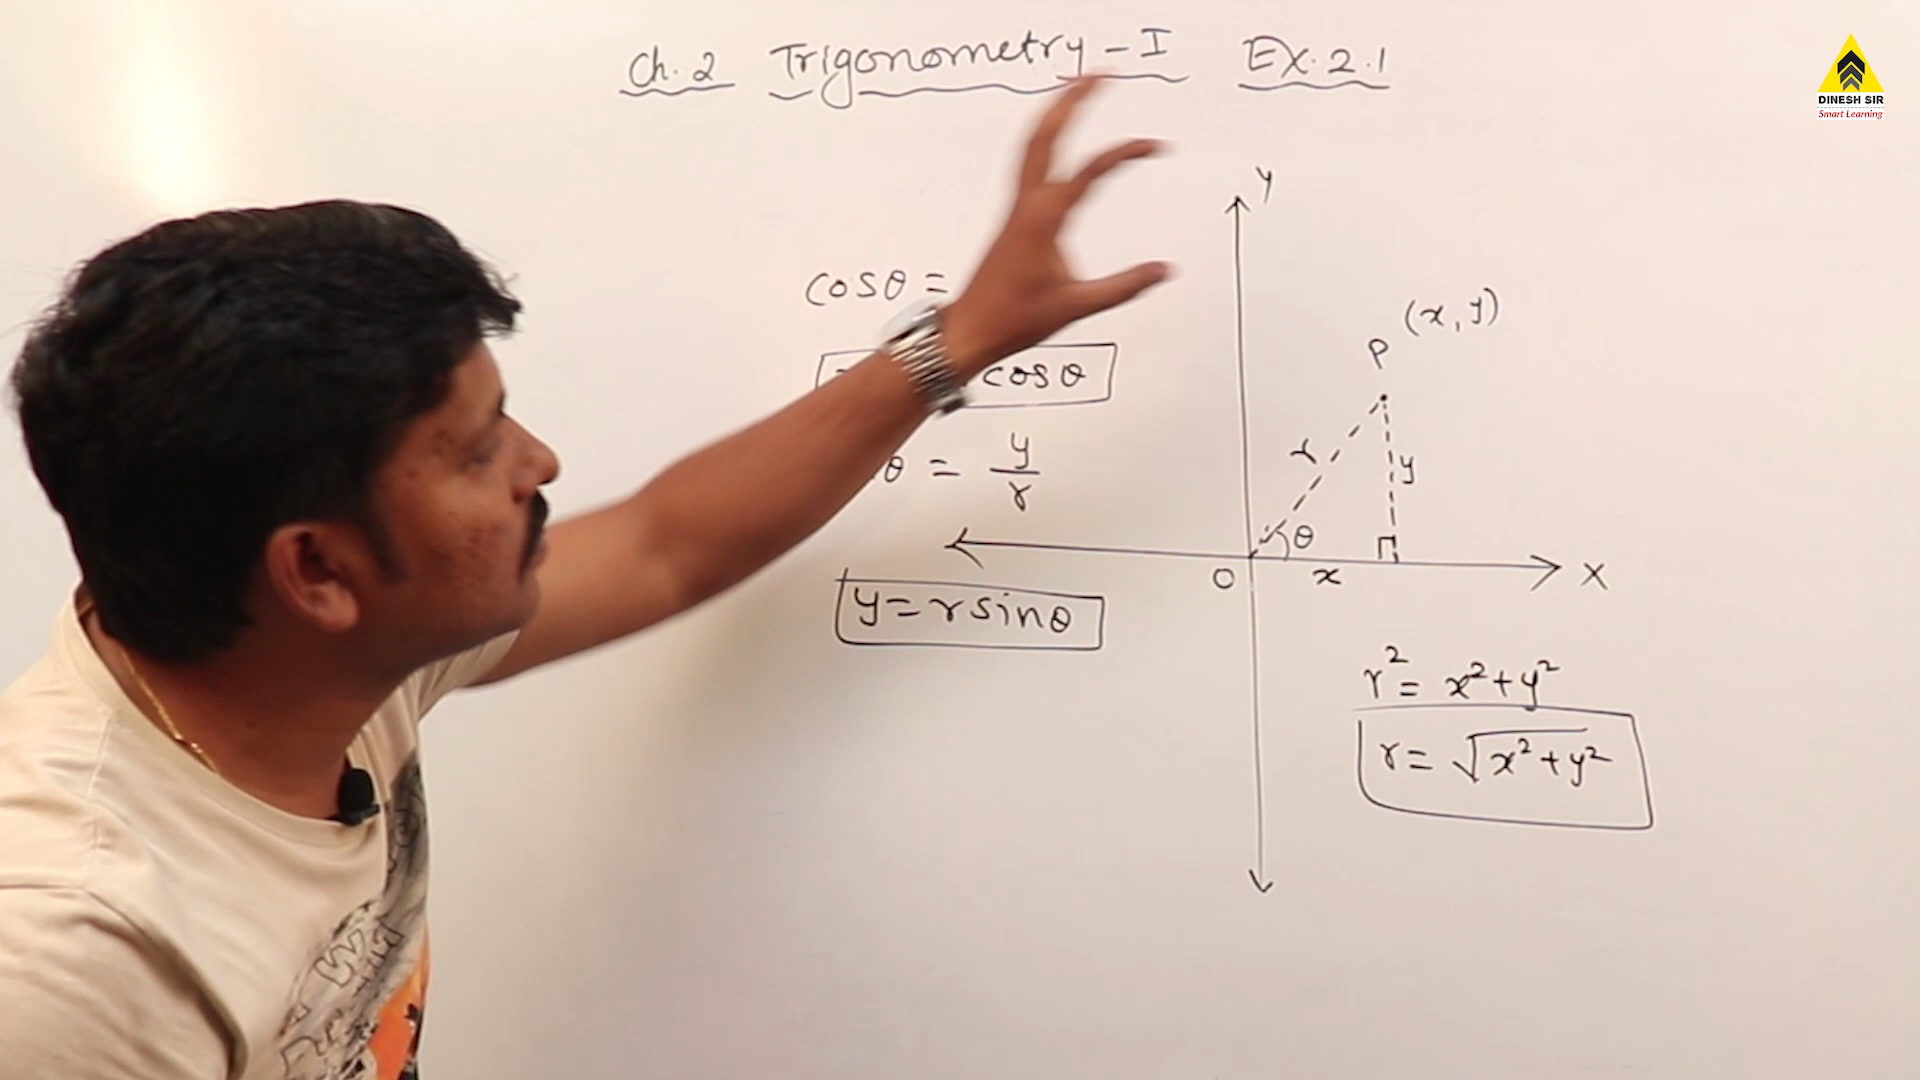 Ch. 2 Trigonometry - I Ex. 2.1
DINESH SIR
Smart Learning
cosθ =
cosθ
θ = y/r
y = r sinθ
Y
(x, y)
P
r
y
θ
O
x
X
r² = x² + y²
r = √x² + y²